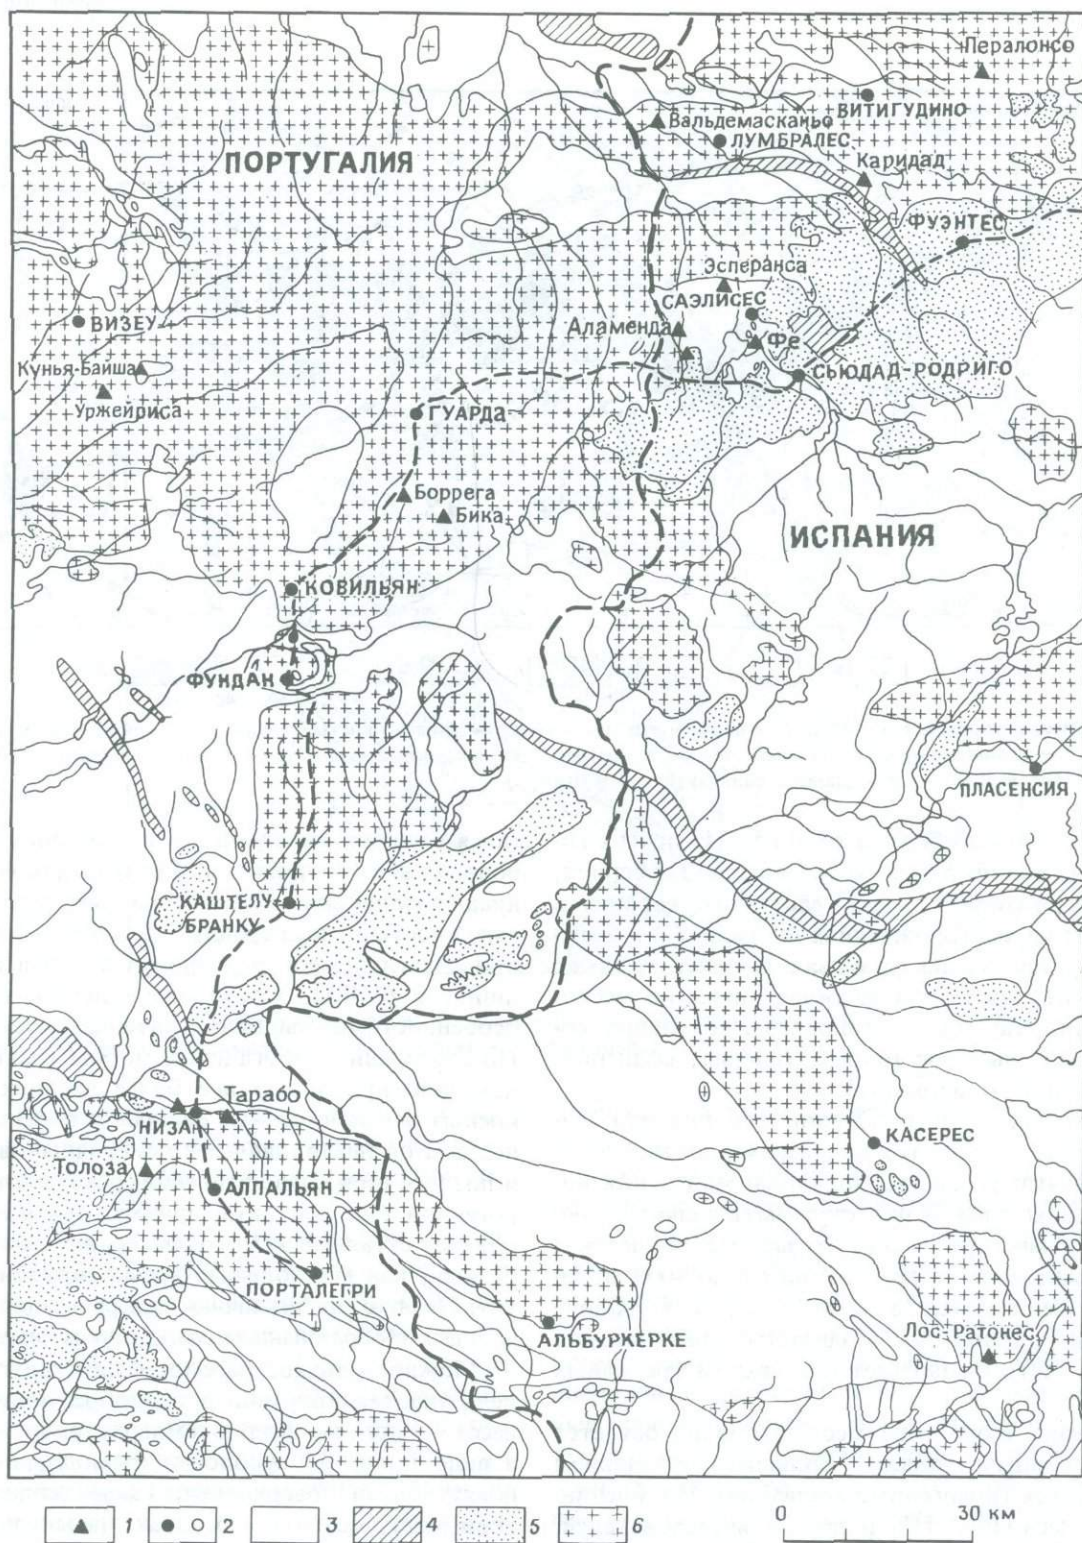 Пералонсо
ВИТИГУДИНО
Вальдемасканьо
ЛУМБРАЛЕС
ПОРТУГАЛИЯ
Каридад
ФУЭНТЕС
Эсперанса
САЭЛИСЕС
ВИЗЕУ
Аламенда
Фе
Кунья-Байша
СЬЮДАД-РОДРИГО
Уржейриса
ГУАРДА
Боррега
Бика
ИСПАНИЯ
КОВИЛЬЯН
ФУНДАН
ПЛАСЕНСИЯ
КАШТЕЛУ-
БРАНКУ
Тарабо
НИЗА
КАСЕРЕС
Толоза
АЛПАЛЬЯН
ПОРТАЛЕГРИ
АЛЬБУРКЕРКЕ
Лос-Ратонес
1 2 3 4 5 6 0 30 км